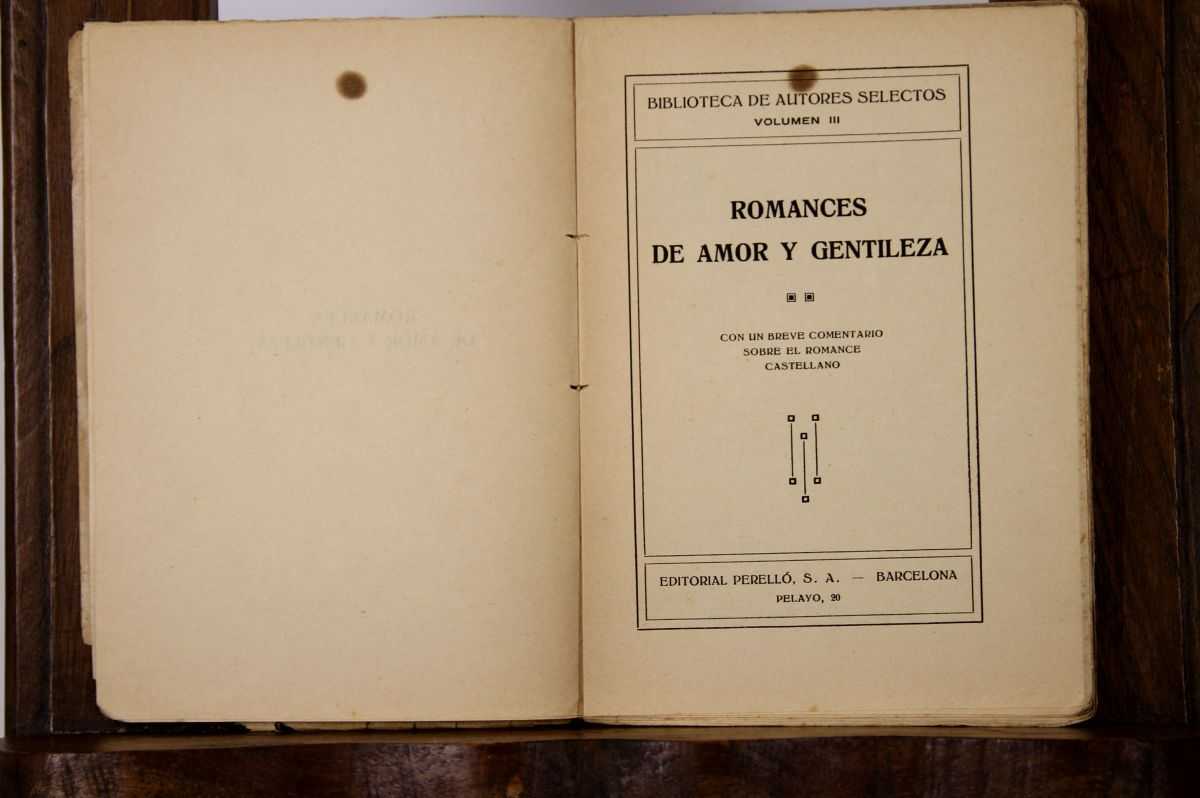 BIBLIOTECA DE AUTORES SELECTOS
VOLUMEN III
ROMANCES
DE AMOR Y GENTILEZA
CON UN BREVE COMENTARIO
SOBRE EL ROMANCE
CASTELLANO
EDITORIAL PERELLÓ, S. A. — BARCELONA
PELAYO, 20